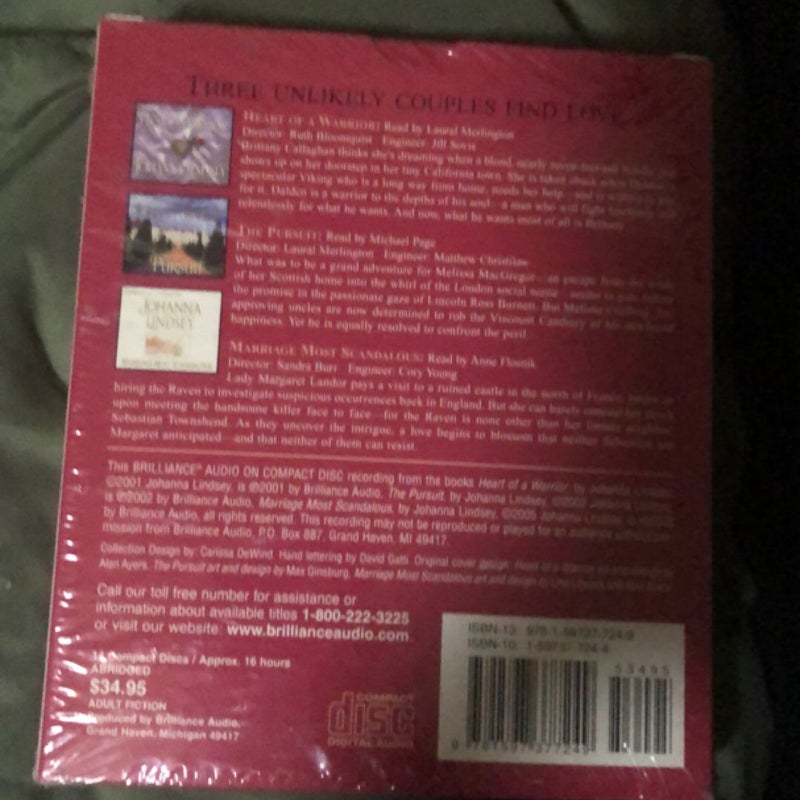 THREE UNLIKELY COUPLES FIND LOVE
HEART OF A WARRIOR: Read by Laural Merlington
Director: Ruth Bloomquist Engineer: Jill Sovis
Brittany Callaghan thinks she's dreaming when a blond, nearly
shows up on her doorstep in her tiny California town. She is taken aback when
spectacular Viking who is a long way from home, needs her help
for it. Dalden is a warrior to the depths of his soul—a man who will fight
relentlessly for what he wants. And now, what he wants most of all is Brittany.
Pursuit
THE PURSUIT: Read by Michael Page
Director: Laural Merlington Engineer: Matthew Christilaw
What was to be a grand adventure for Melissa MacGregor—an escape from
of her Scottish home into the whirl of the London social scene
the promise in the passionate gaze of Lincoln Ross Burnett. But
approving uncles are now determined to rob the Viscount Cambury of his newfound
happiness. Yet he is equally resolved to confront the peril
JOHANNA
LINDSEY
MARRIAGE MOST SCANDALOUS: Read by Anne Flosnik
Director: Sandra Burr Engineer: Cory Young
Lady Margaret Landor pays a visit to a ruined castle in the north of France,
hiring the Raven to investigate suspicious occurrences back in England. But she can barely
upon meeting the handsome killer face to face—for the Raven is none other than her former neighbor
Sebastian Townshend. As they uncover the intrigue, a love begins to blossom that neither Sebastian nor
Margaret anticipated—and that neither of them can resist.
This BRILLIANCE® AUDIO ON COMPACT DISC recording from the books Heart of a Warrior, by Johanna
©2001 Johanna Lindsey, is ℗2001 by Brilliance Audio. The Pursuit, by Johanna Lindsey,
is ℗2002 by Brilliance Audio. Marriage Most Scandalous, by Johanna Lindsey, ©2005 Johanna Lindsey,
by Brilliance Audio, all rights reserved. This recording may not be reproduced or played for an audience
mission from Brilliance Audio, P.O. Box 887, Grand Haven, MI 49417.
Collection Design by: Carissa DeWind. Hand lettering by David Gatti. Original cover design: Heart of a Warrior
Alan Ayers. The Pursuit art and design by Max Ginsburg. Marriage Most Scandalous art and design by
Call our toll free number for assistance or
information about available titles 1-800-222-3225
or visit our website: www.brillianceaudio.com
14 Compact Discs / Approx. 16 hours
ABRIDGED
$34.95
ADULT FICTION
Produced by Brilliance Audio,
Grand Haven, Michigan 49417
COMPACT
disc
DIGITAL AUDIO
ISBN-13: 978-1-59737-724-9
ISBN-10: 1-59737-724-4
53495
9 781597 377249